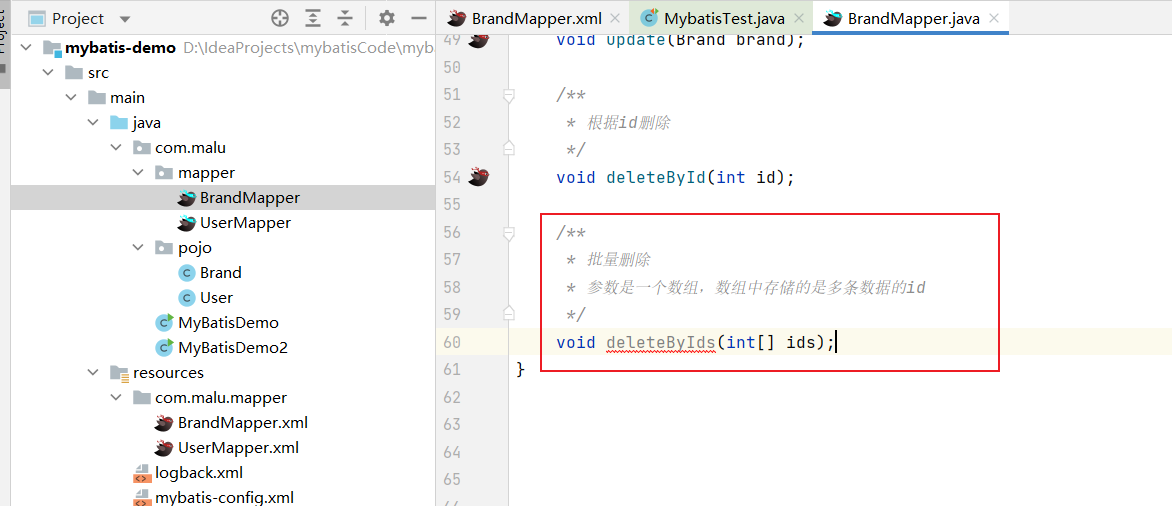 Project
mybatis-demo D:\IdeaProjects\mybatisCode\myb
src
main
java
com.malu
mapper
BrandMapper
UserMapper
pojo
Brand
User
MyBatisDemo
MyBatisDemo2
resources
com.malu.mapper
BrandMapper.xml
UserMapper.xml
logback.xml
mybatis-config.xml
BrandMapper.xml MybatisTest.java BrandMapper.java
49 void update(Brand brand);
50
51 /**
52 * 根据id删除
53 */
54 void deleteById(int id);
55
56 /**
57 * 批量删除
58 * 参数是一个数组，数组中存储的是多条数据的id
59 */
60 void deleteByIds(int[] ids);
61 }
62
63
64
65